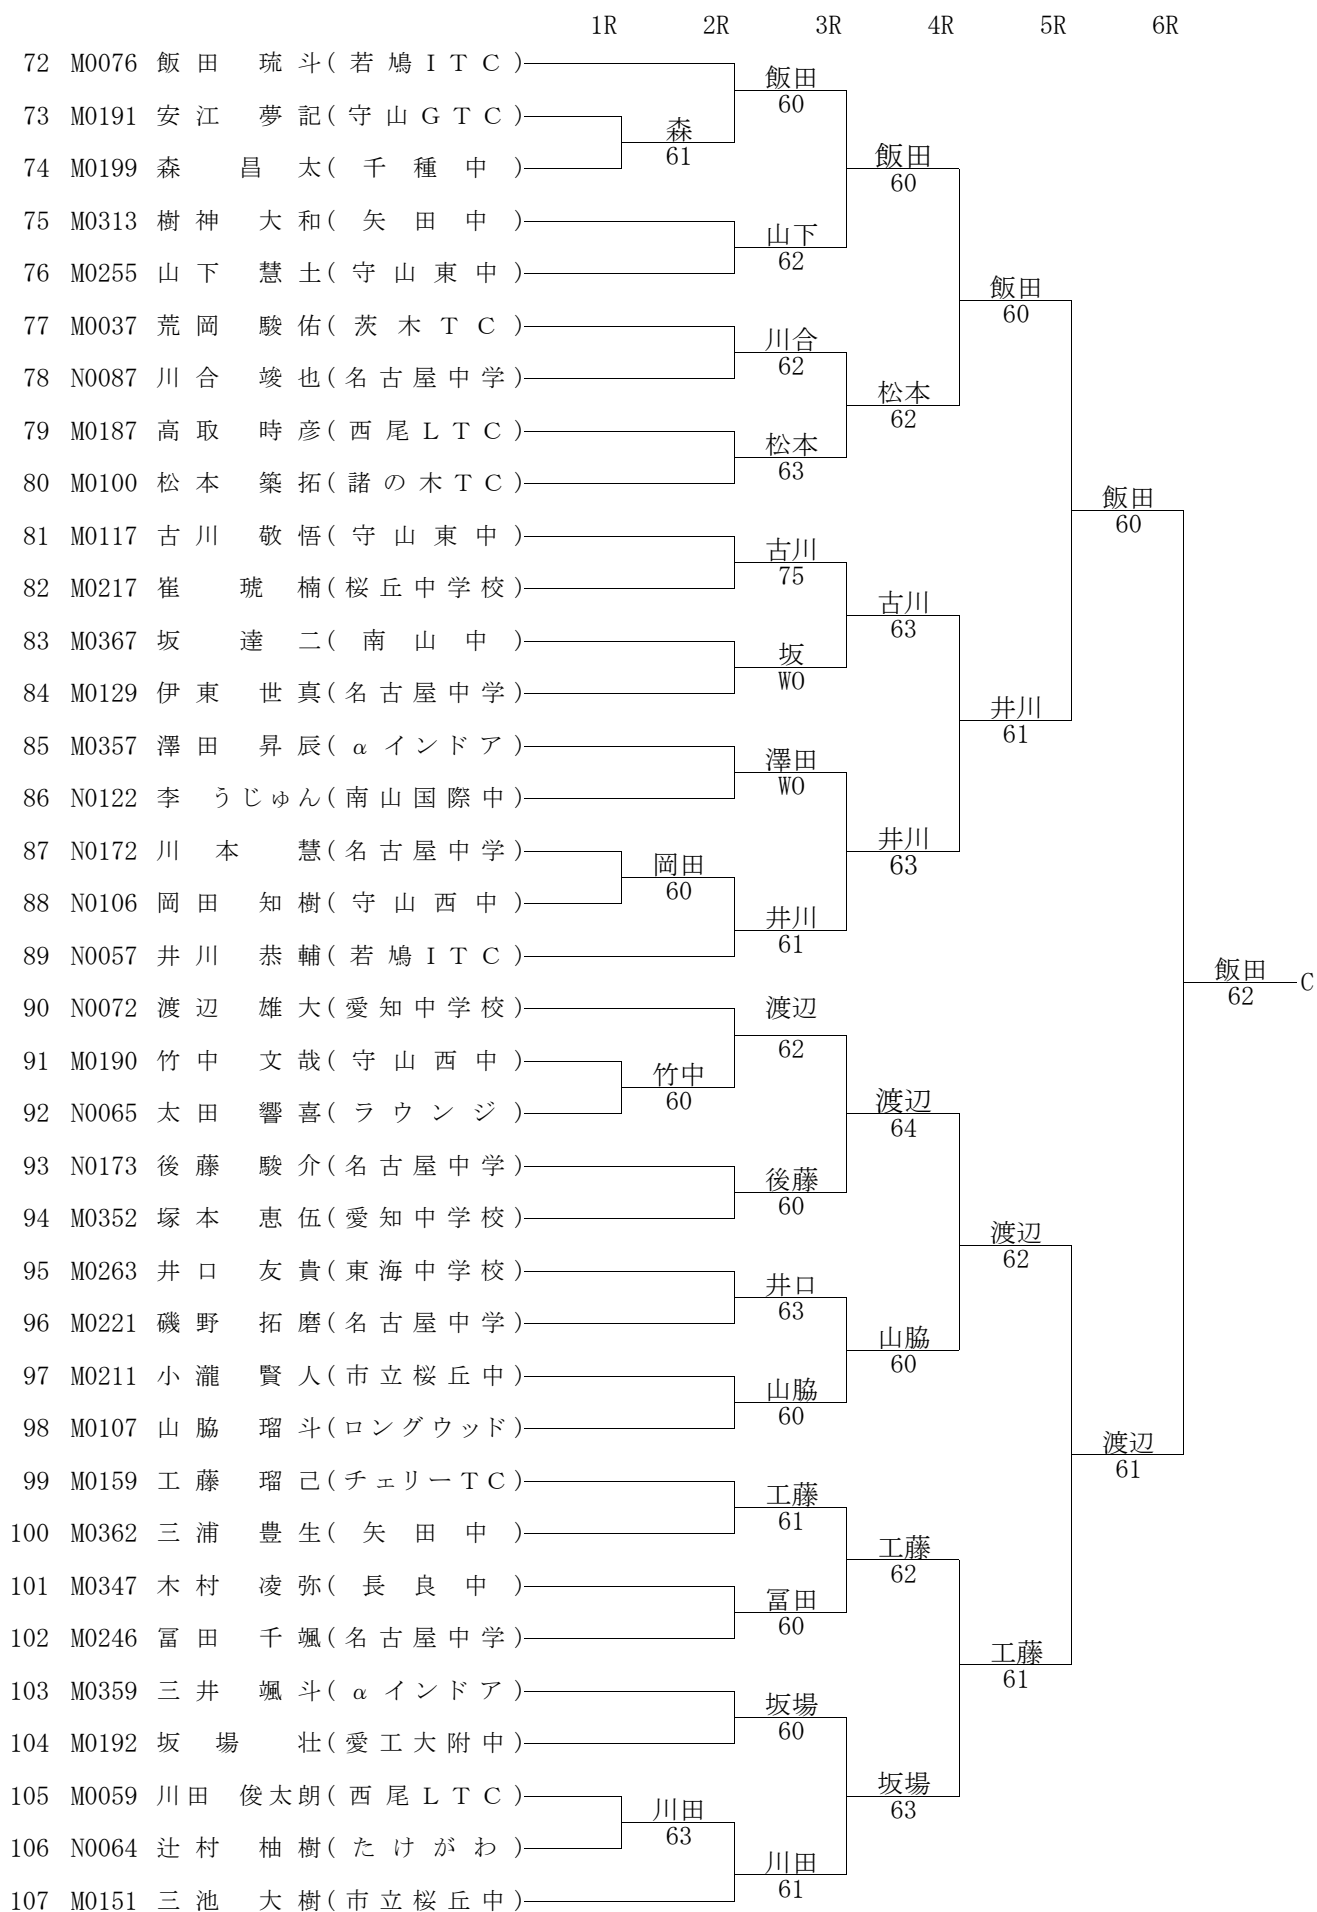 1R 2R 3R 4R 5R 6R
72 M0076 飯田 琉斗(若鳩ITC)
飯田
60
73 M0191 安江 夢記(守山GTC)
森
61
74 M0199 森 昌太(千種中)
飯田
60
75 M0313 樹神 大和(矢田中)
山下
62
76 M0255 山下 慧士(守山東中)
飯田
60
77 M0037 荒岡 駿佑(茨木TC)
川合
62
78 N0087 川合 竣也(名古屋中学)
松本
62
79 M0187 高取 時彦(西尾LTC)
松本
63
80 M0100 松本 築拓(諸の木TC)
飯田
60
81 M0117 古川 敬悟(守山東中)
古川
75
82 M0217 崔 琥楠(桜丘中学校)
古川
63
83 M0367 坂 達二(南山中)
坂
WO
84 M0129 伊東 世真(名古屋中学)
井川
61
85 M0357 澤田 昇辰(αインドア)
澤田
WO
86 N0122 李 うじゅん(南山国際中)
井川
63
87 N0172 川本 慧(名古屋中学)
岡田
60
88 N0106 岡田 知樹(守山西中)
井川
61
89 N0057 井川 恭輔(若鳩ITC)
飯田
62
C
90 N0072 渡辺 雄大(愛知中学校)
渡辺
62
91 M0190 竹中 文哉(守山西中)
竹中
60
92 N0065 太田 響喜(ラウンジ)
渡辺
64
93 N0173 後藤 駿介(名古屋中学)
後藤
60
94 M0352 塚本 恵伍(愛知中学校)
渡辺
62
95 M0263 井口 友貴(東海中学校)
井口
63
96 M0221 磯野 拓磨(名古屋中学)
山脇
60
97 M0211 小瀧 賢人(市立桜丘中)
山脇
60
98 M0107 山脇 瑠斗(ロングウッド)
渡辺
61
99 M0159 工藤 瑠己(チェリーTC)
工藤
61
100 M0362 三浦 豊生(矢田中)
工藤
62
101 M0347 木村 凌弥(長良中)
冨田
60
102 M0246 冨田 千颯(名古屋中学)
工藤
61
103 M0359 三井 颯斗(αインドア)
坂場
60
104 M0192 坂場 壮(愛工大附中)
坂場
63
105 M0059 川田 俊太朗(西尾LTC)
川田
63
106 N0064 辻村 柚樹(たけがわ)
川田
61
107 M0151 三池 大樹(市立桜丘中)